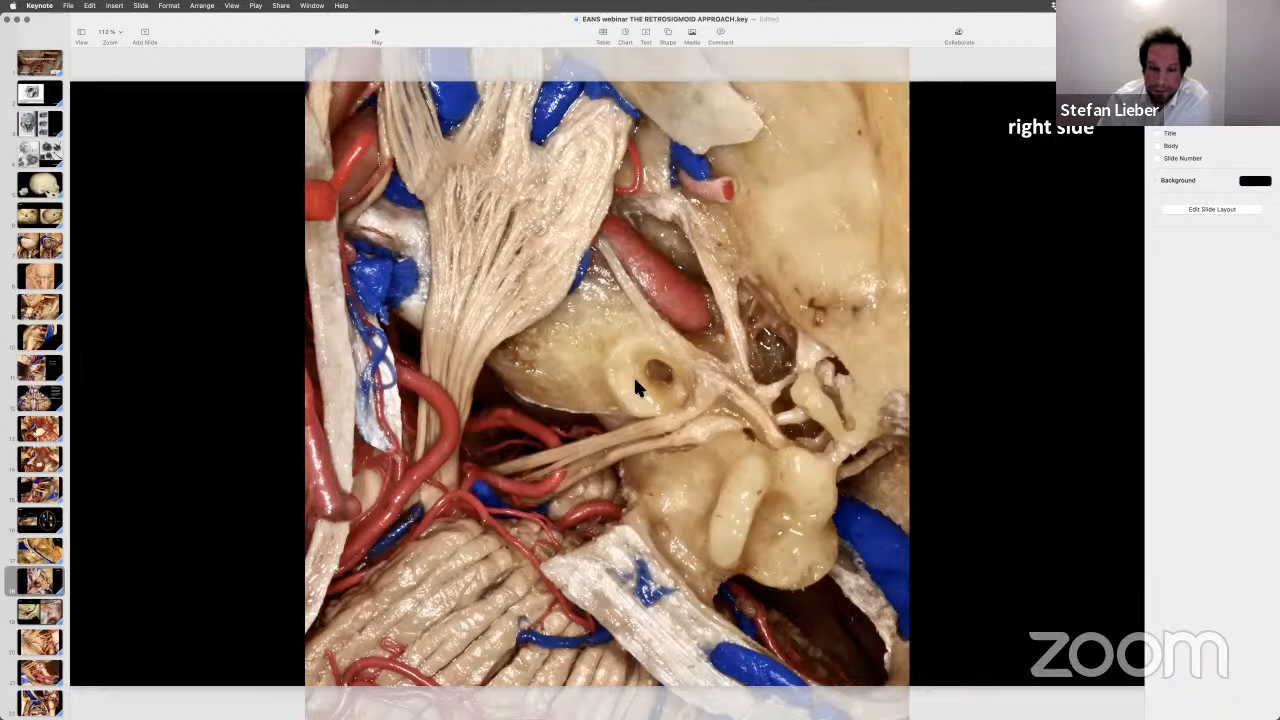 Keynote File Edit Insert Slide Format Arrange View Play Share Window Help
EANS webinar THE RETROSIGMOID APPROACH.key — Edited
112 %
View Zoom Add Slide Play Table Chart Text Shape Media Comment Collaborate
Stefan Lieber
right side
Title
Body
Slide Number
Background
Edit Slide Layout
zoom